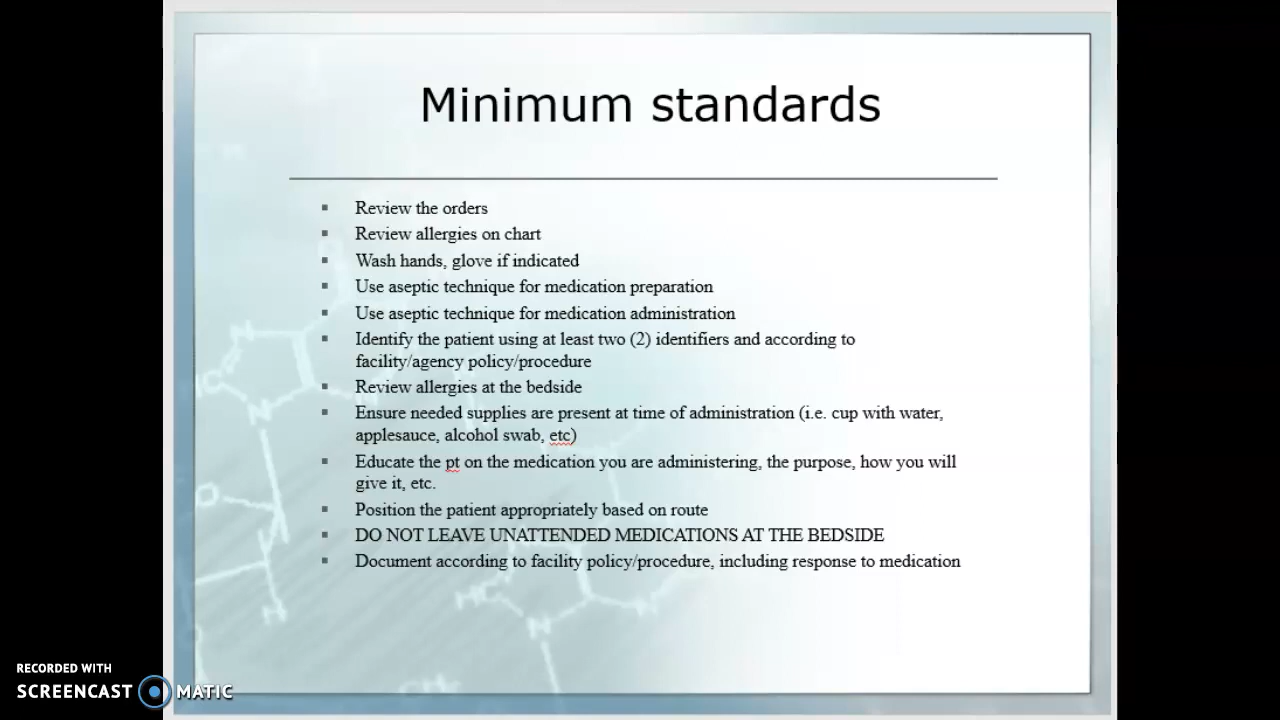 Minimum standards
Review the orders
Review allergies on chart
Wash hands, glove if indicated
Use aseptic technique for medication preparation
Use aseptic technique for medication administration
Identify the patient using at least two (2) identifiers and according to
facility/agency policy/procedure
Review allergies at the bedside
Ensure needed supplies are present at time of administration (i.e. cup with water,
applesauce, alcohol swab, etc)
Educate the pt on the medication you are administering, the purpose, how you will
give it, etc.
Position the patient appropriately based on route
DO NOT LEAVE UNATTENDED MEDICATIONS AT THE BEDSIDE
Document according to facility policy/procedure, including response to medication
RECORDED WITH
SCREENCAST MATIC